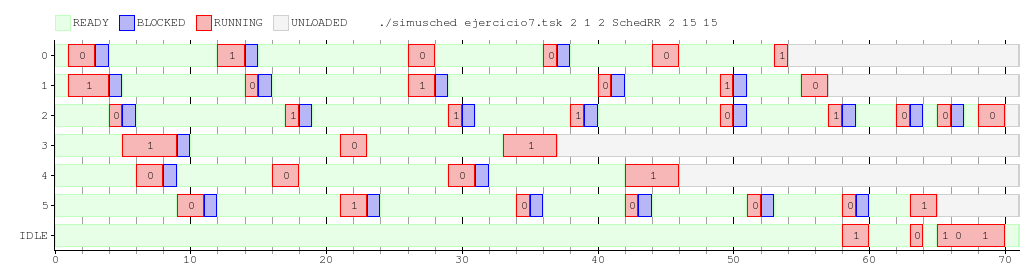 READY BLOCKED RUNNING UNLOADED ./simusched ejercicio7.tsk 2 1 2 SchedRR 2 15 15
0 0 1 0 0 0 1
1 1 0 1 0 1 0
2 0 1 1 1 0 1 0 0 0
3 1 0 1
4 0 0 0 1
5 0 1 0 0 0 0 1
IDLE 1 0 1 0 1
0 10 20 30 40 50 60 70